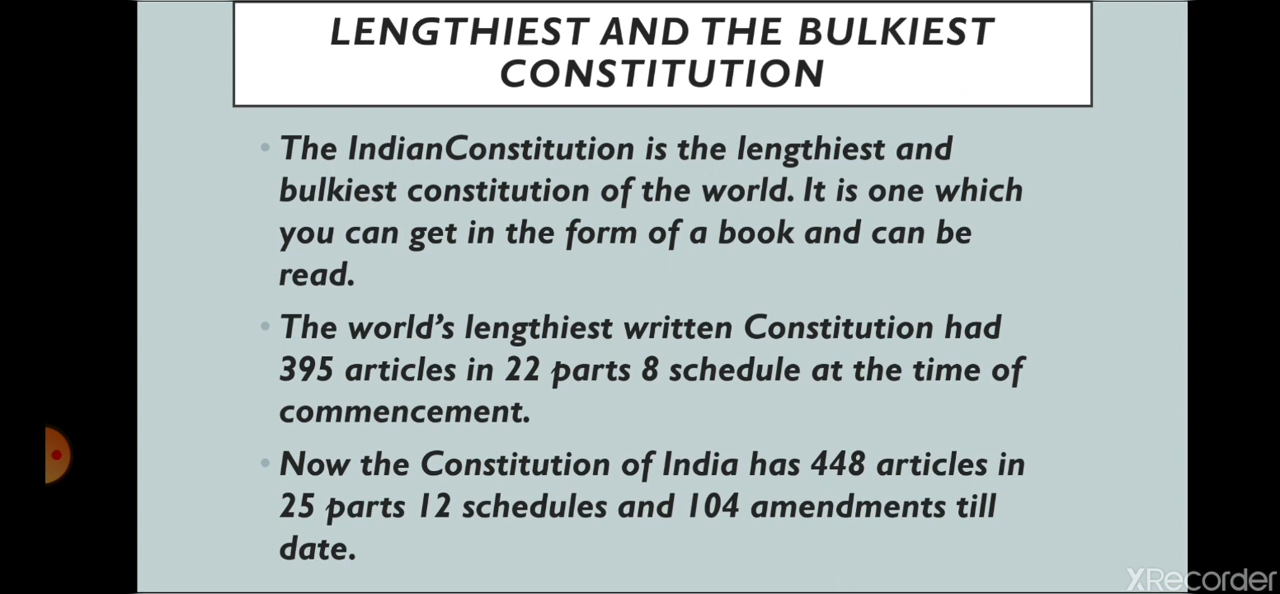 LENGTHIEST AND THE BULKIEST
CONSTITUTION
The IndianConstitution is the lengthiest and
bulkiest constitution of the world. It is one which
you can get in the form of a book and can be
read.
The world's lengthiest written Constitution had
395 articles in 22 parts 8 schedule at the time of
commencement.
Now the Constitution of India has 448 articles in
25 parts 12 schedules and 104 amendments till
date.
XRecorder